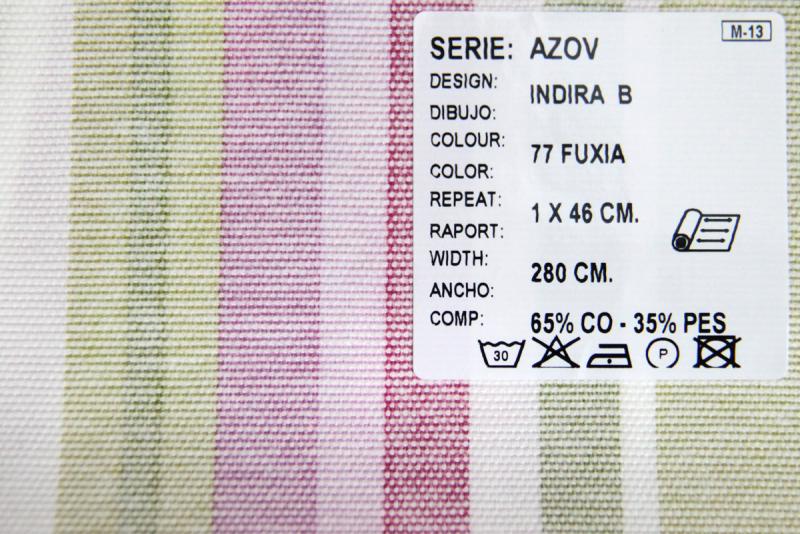 M-13
SERIE: AZOV
DESIGN:
INDIRA B
DIBUJO:
COLOUR:
77 FUXIA
COLOR:
REPEAT:
1 X 46 CM.
RAPORT:
WIDTH:
280 CM.
ANCHO:
COMP: 65% CO - 35% PES
30 P